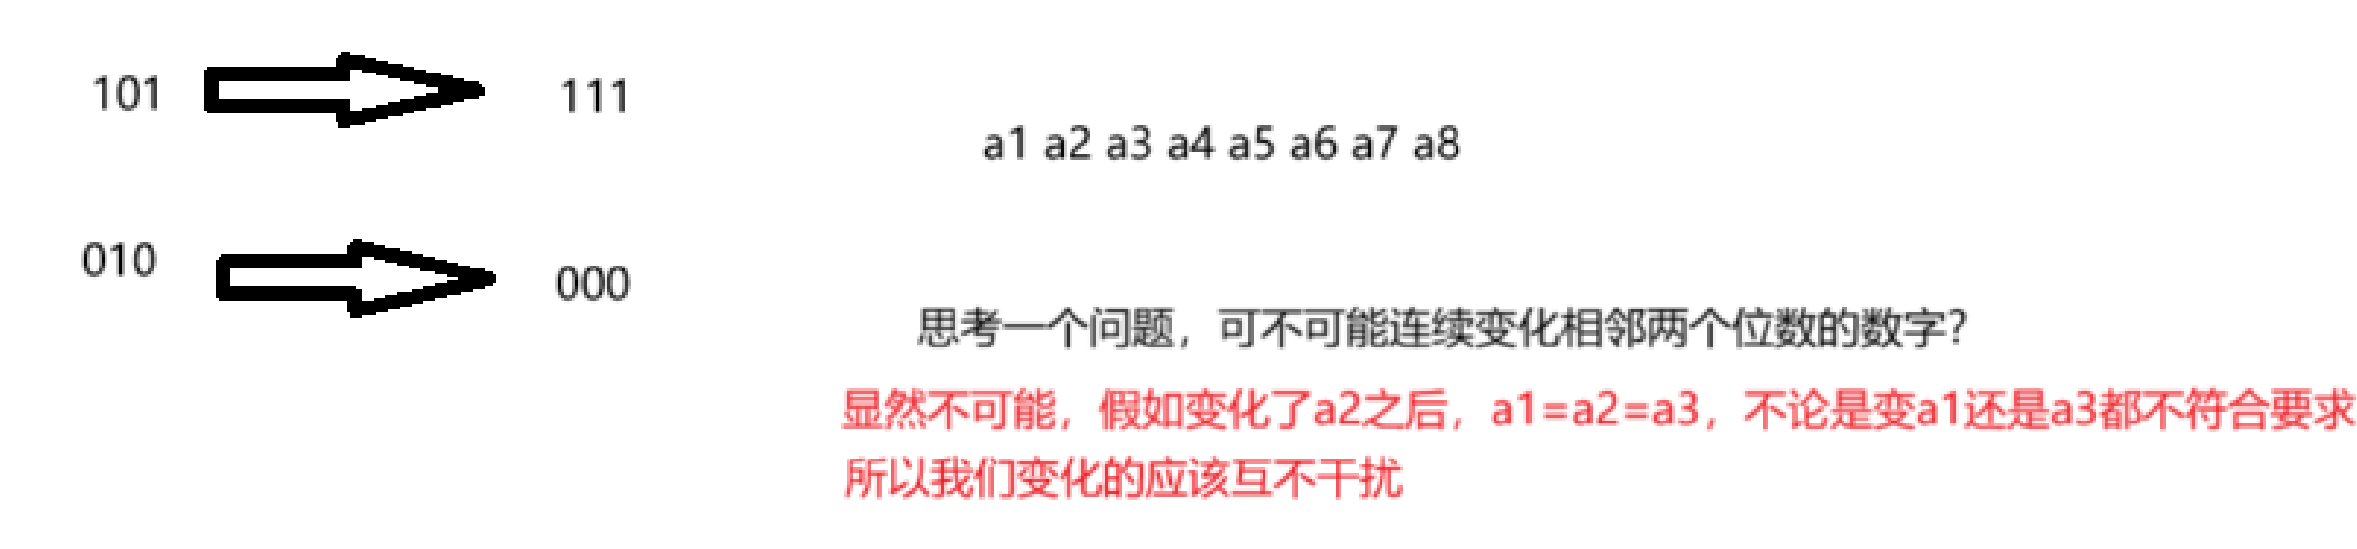 101 111
a1 a2 a3 a4 a5 a6 a7 a8
010 000
思考一个问题，可不可能连续变化相邻两个位数的数字?
显然不可能，假如变化了a2之后，a1=a2=a3，不论是变a1还是a3都不符合要求
所以我们变化的应该互不干扰